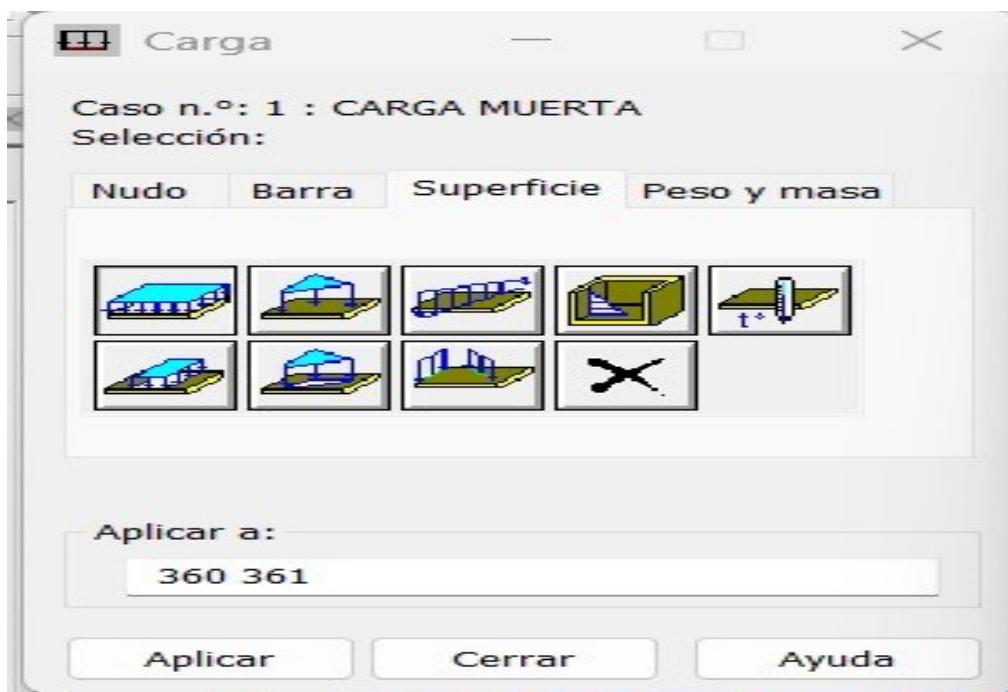 Carga
Caso n.º: 1 : CARGA MUERTA
Selección:
Nudo Barra Superficie Peso y masa
t°
Aplicar a:
360 361
Aplicar Cerrar Ayuda